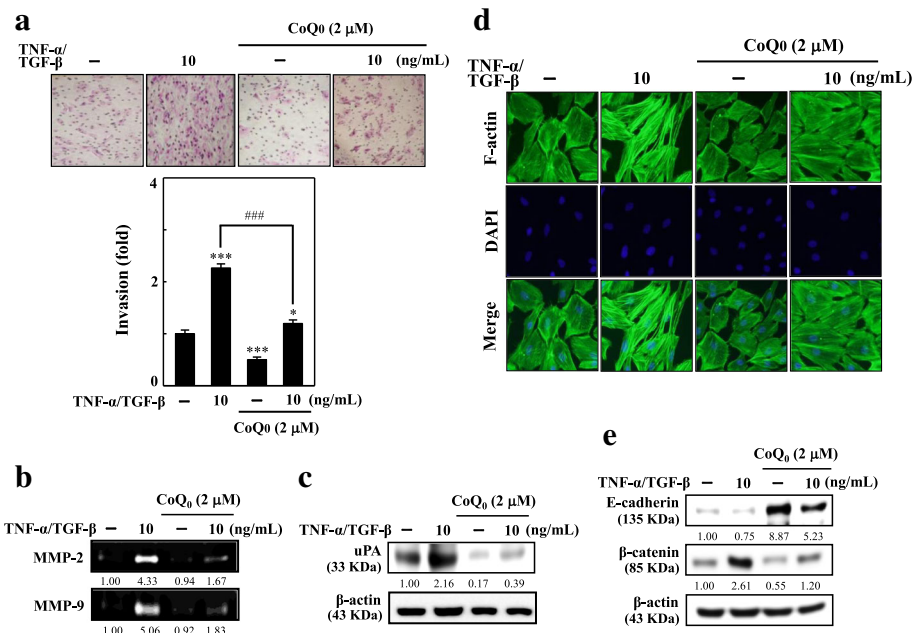 a
CoQ0 (2 μM)
TNF-α/
TGF-β
– 10 – 10 (ng/mL)
4
2
0
Invasion (fold)
###
***
***
*
TNF-α/TGF-β – 10 – 10 (ng/mL)
CoQ0 (2 μM)
b
CoQ0 (2 μM)
TNF-α/TGF-β – 10 – 10 (ng/mL)
MMP-2
1.00 4.33 0.94 1.67
MMP-9
1.00 5.06 0.92 1.83
c
CoQ0 (2 μM)
TNF-α/TGF-β – 10 – 10 (ng/mL)
uPA
(33 KDa)
1.00 2.16 0.17 0.39
β-actin
(43 KDa)
d
CoQ0 (2 μM)
TNF-α/
TGF-β
– 10 – 10 (ng/mL)
F-actin
DAPI
Merge
e
CoQ0 (2 μM)
TNF-α/TGF-β – 10 – 10 (ng/mL)
E-cadherin
(135 KDa)
1.00 0.75 8.87 5.23
β-catenin
(85 KDa)
1.00 2.61 0.55 1.20
β-actin
(43 KDa)